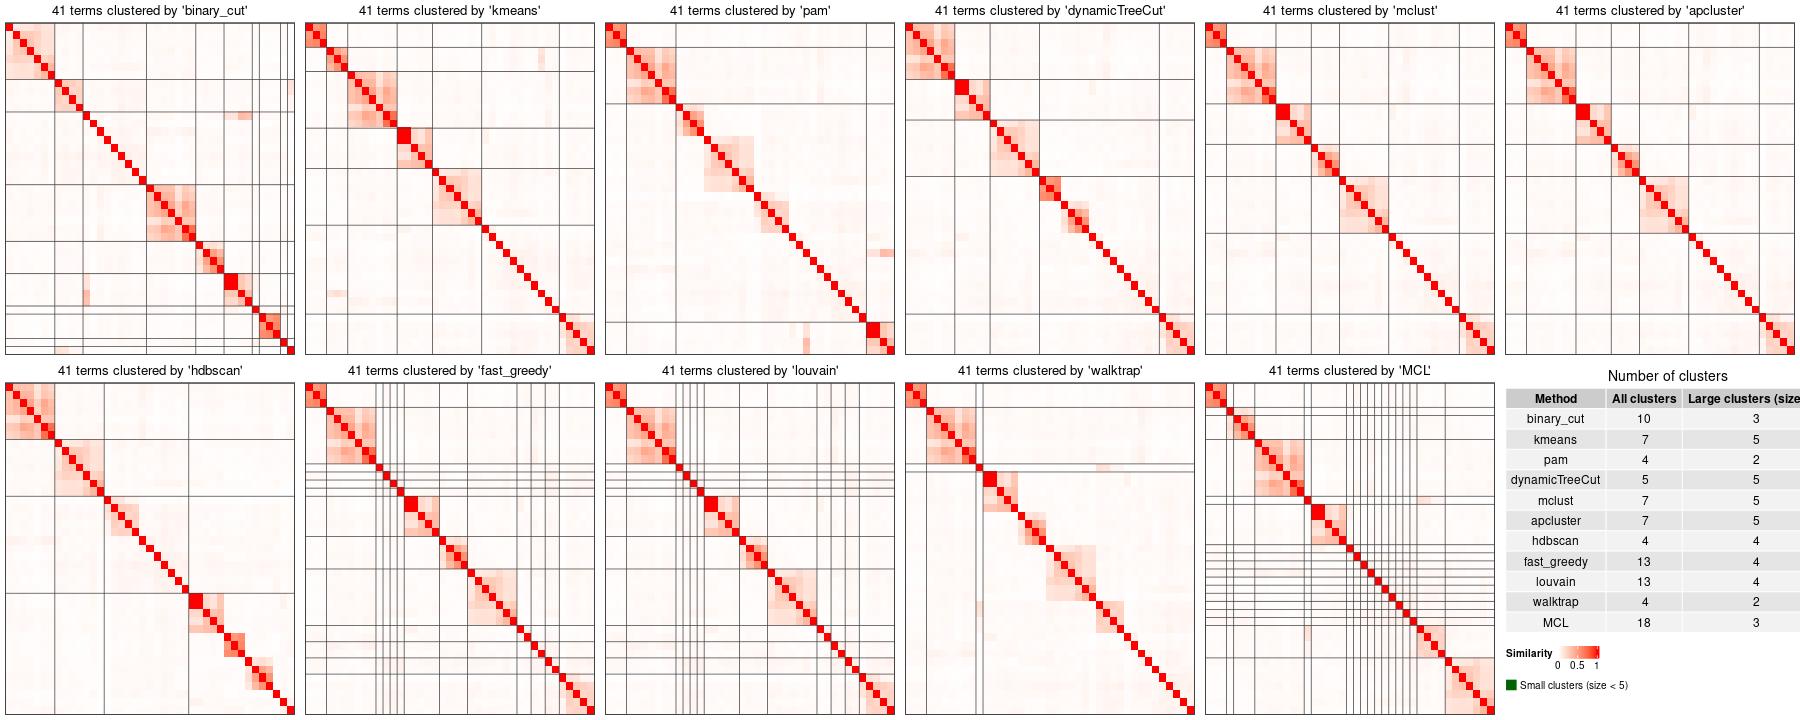 41 terms clustered by 'binary_cut'
41 terms clustered by 'kmeans'
41 terms clustered by 'pam'
41 terms clustered by 'dynamicTreeCut'
41 terms clustered by 'mclust'
41 terms clustered by 'apcluster'
41 terms clustered by 'hdbscan'
41 terms clustered by 'fast_greedy'
41 terms clustered by 'louvain'
41 terms clustered by 'walktrap'
41 terms clustered by 'MCL'
Number of clusters
Method All clusters Large clusters (size
binary_cut 10 3
kmeans 7 5
pam 4 2
dynamicTreeCut 5 5
mclust 7 5
apcluster 7 5
hdbscan 4 4
fast_greedy 13 4
louvain 13 4
walktrap 4 2
MCL 18 3
Similarity
0 0.5 1
Small clusters (size < 5)